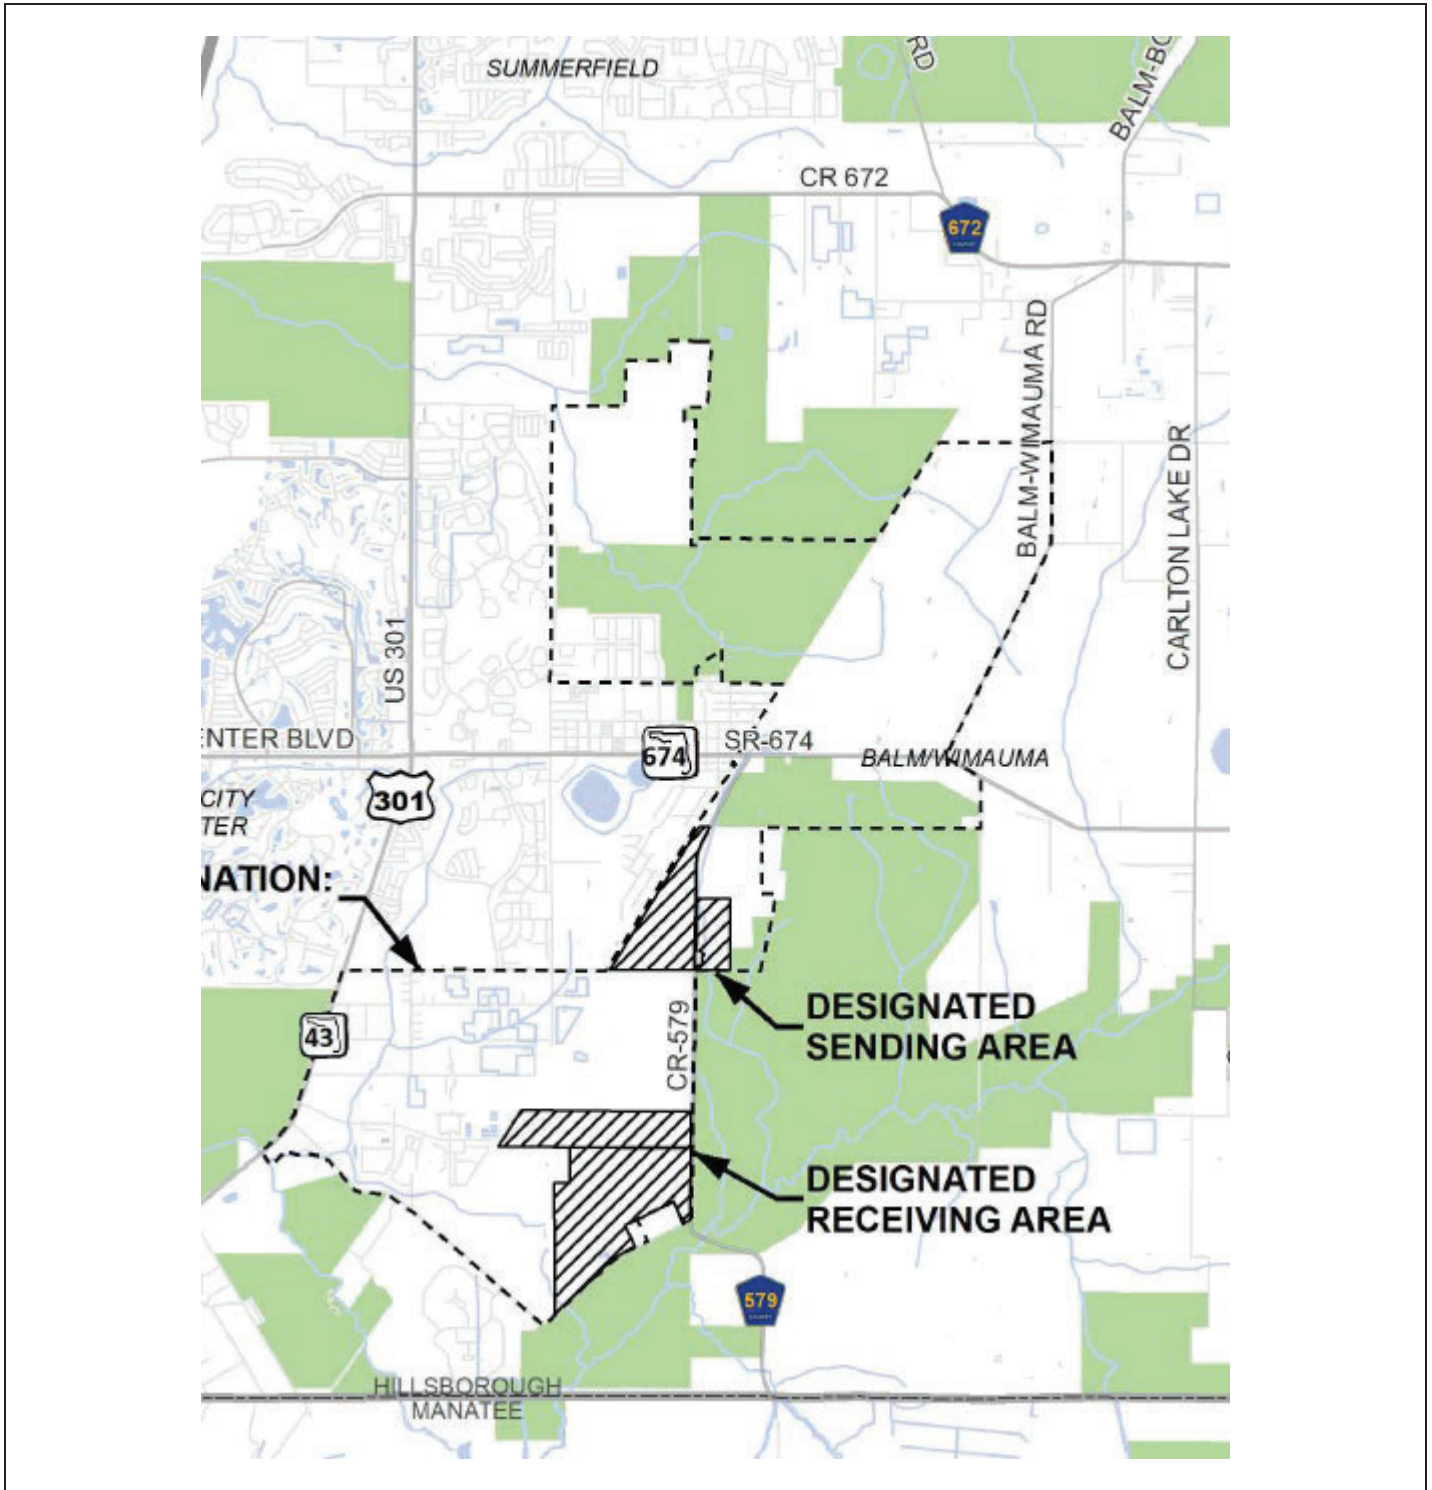 SUMMERFIELD
RD
BALM-BO
CR 672
672
BALM-WIMAUMA RD
CARLTON LAKE DR
US 301
ENTER BLVD
674
SR-674
BALM/WIMAUMA
301
CITY
TER
NATION:
43
CR-579
DESIGNATED
SENDING AREA
DESIGNATED
RECEIVING AREA
579
HILLSBOROUGH
MANATEE